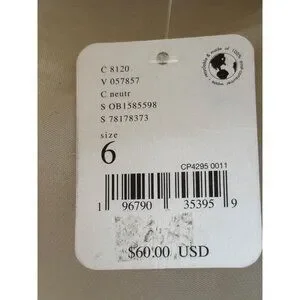 C 8120
V 057857
C neutr
S OB1585598
S 78178373
size
6
CP4295 0011
1 96790 35395 9
$60.00 USD